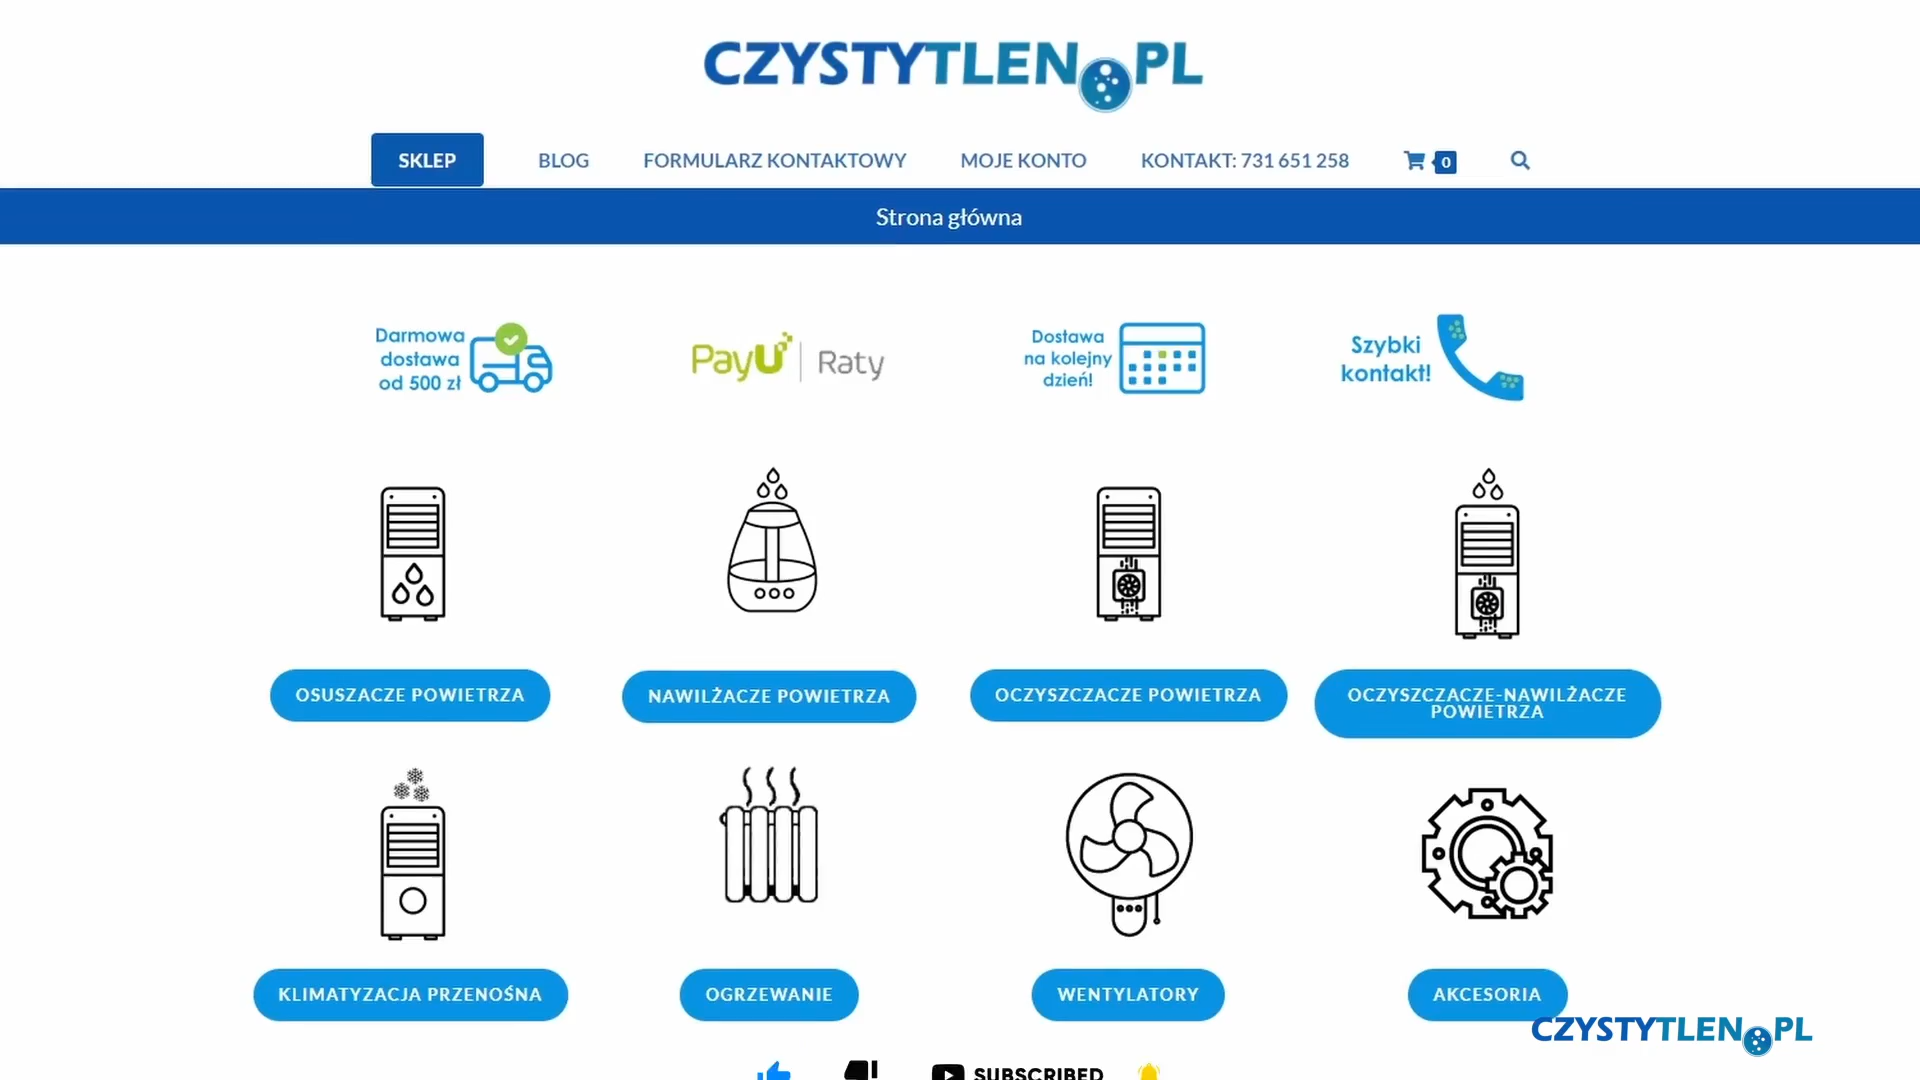 CZYSTYTLEN.PL
SKLEP BLOG FORMULARZ KONTAKTOWY MOJE KONTO KONTAKT: 731 651 258 0
Strona główna
Darmowa
dostawa
od 500 zł
PayU Raty
Dostawa
na kolejny
dzień!
Szybki
kontakt!
OSUSZACZE POWIETRZA
NAWILŻACZE POWIETRZA
OCZYSZCZACZE POWIETRZA
OCZYSZCZACZE-NAWILŻACZE
POWIETRZA
KLIMATYZACJA PRZENOŚNA
OGRZEWANIE
WENTYLATORY
AKCESORIA
CZYSTYTLEN.PL
SUBSCRIBED